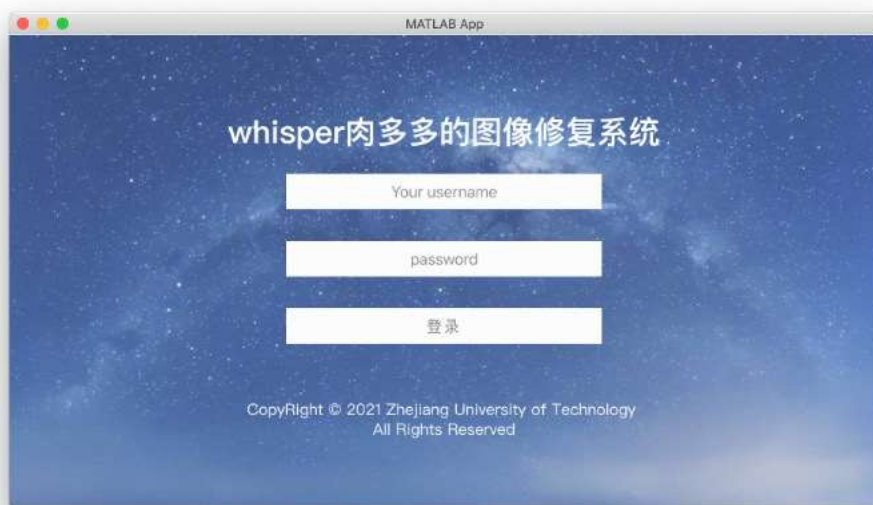 MATLAB App
whisper肉多多的图像修复系统
Your username
password
登录
CopyRight © 2021 Zhejiang University of Technology
All Rights Reserved